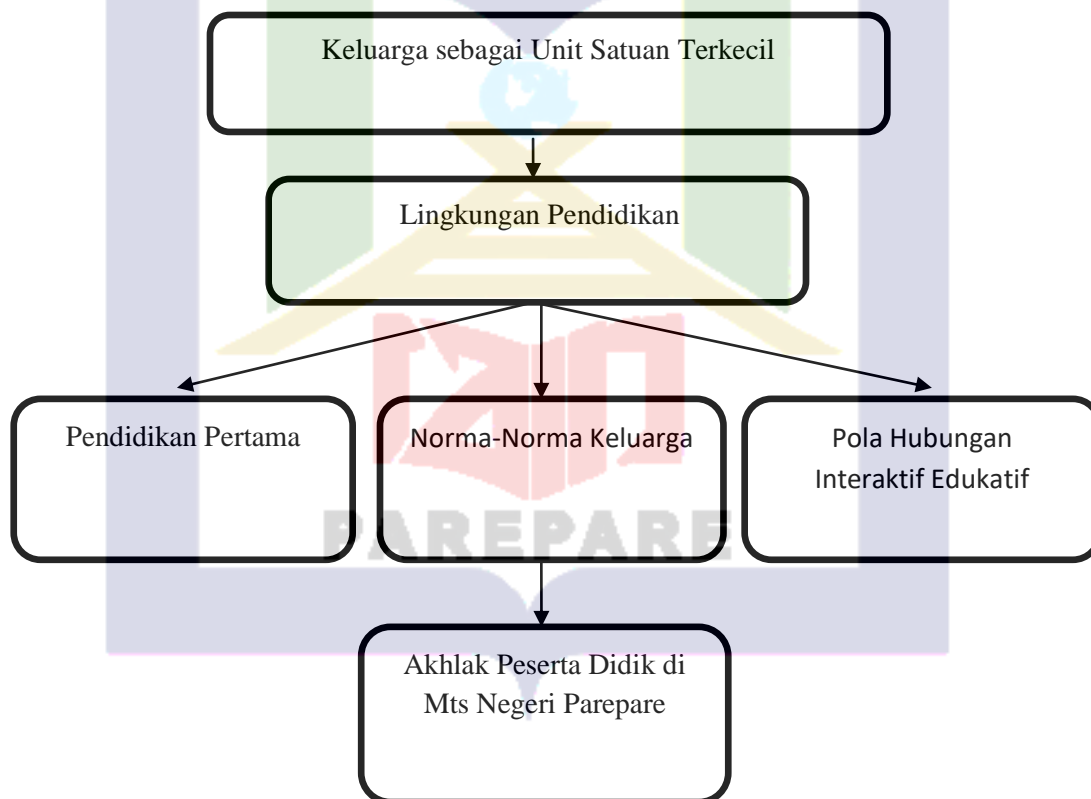 Keluarga sebagai Unit Satuan Terkecil
Lingkungan Pendidikan
Pendidikan Pertama
Norma-Norma Keluarga
Pola Hubungan
Interaktif Edukatif
PAREPARE
Akhlak Peserta Didik di
Mts Negeri Parepare